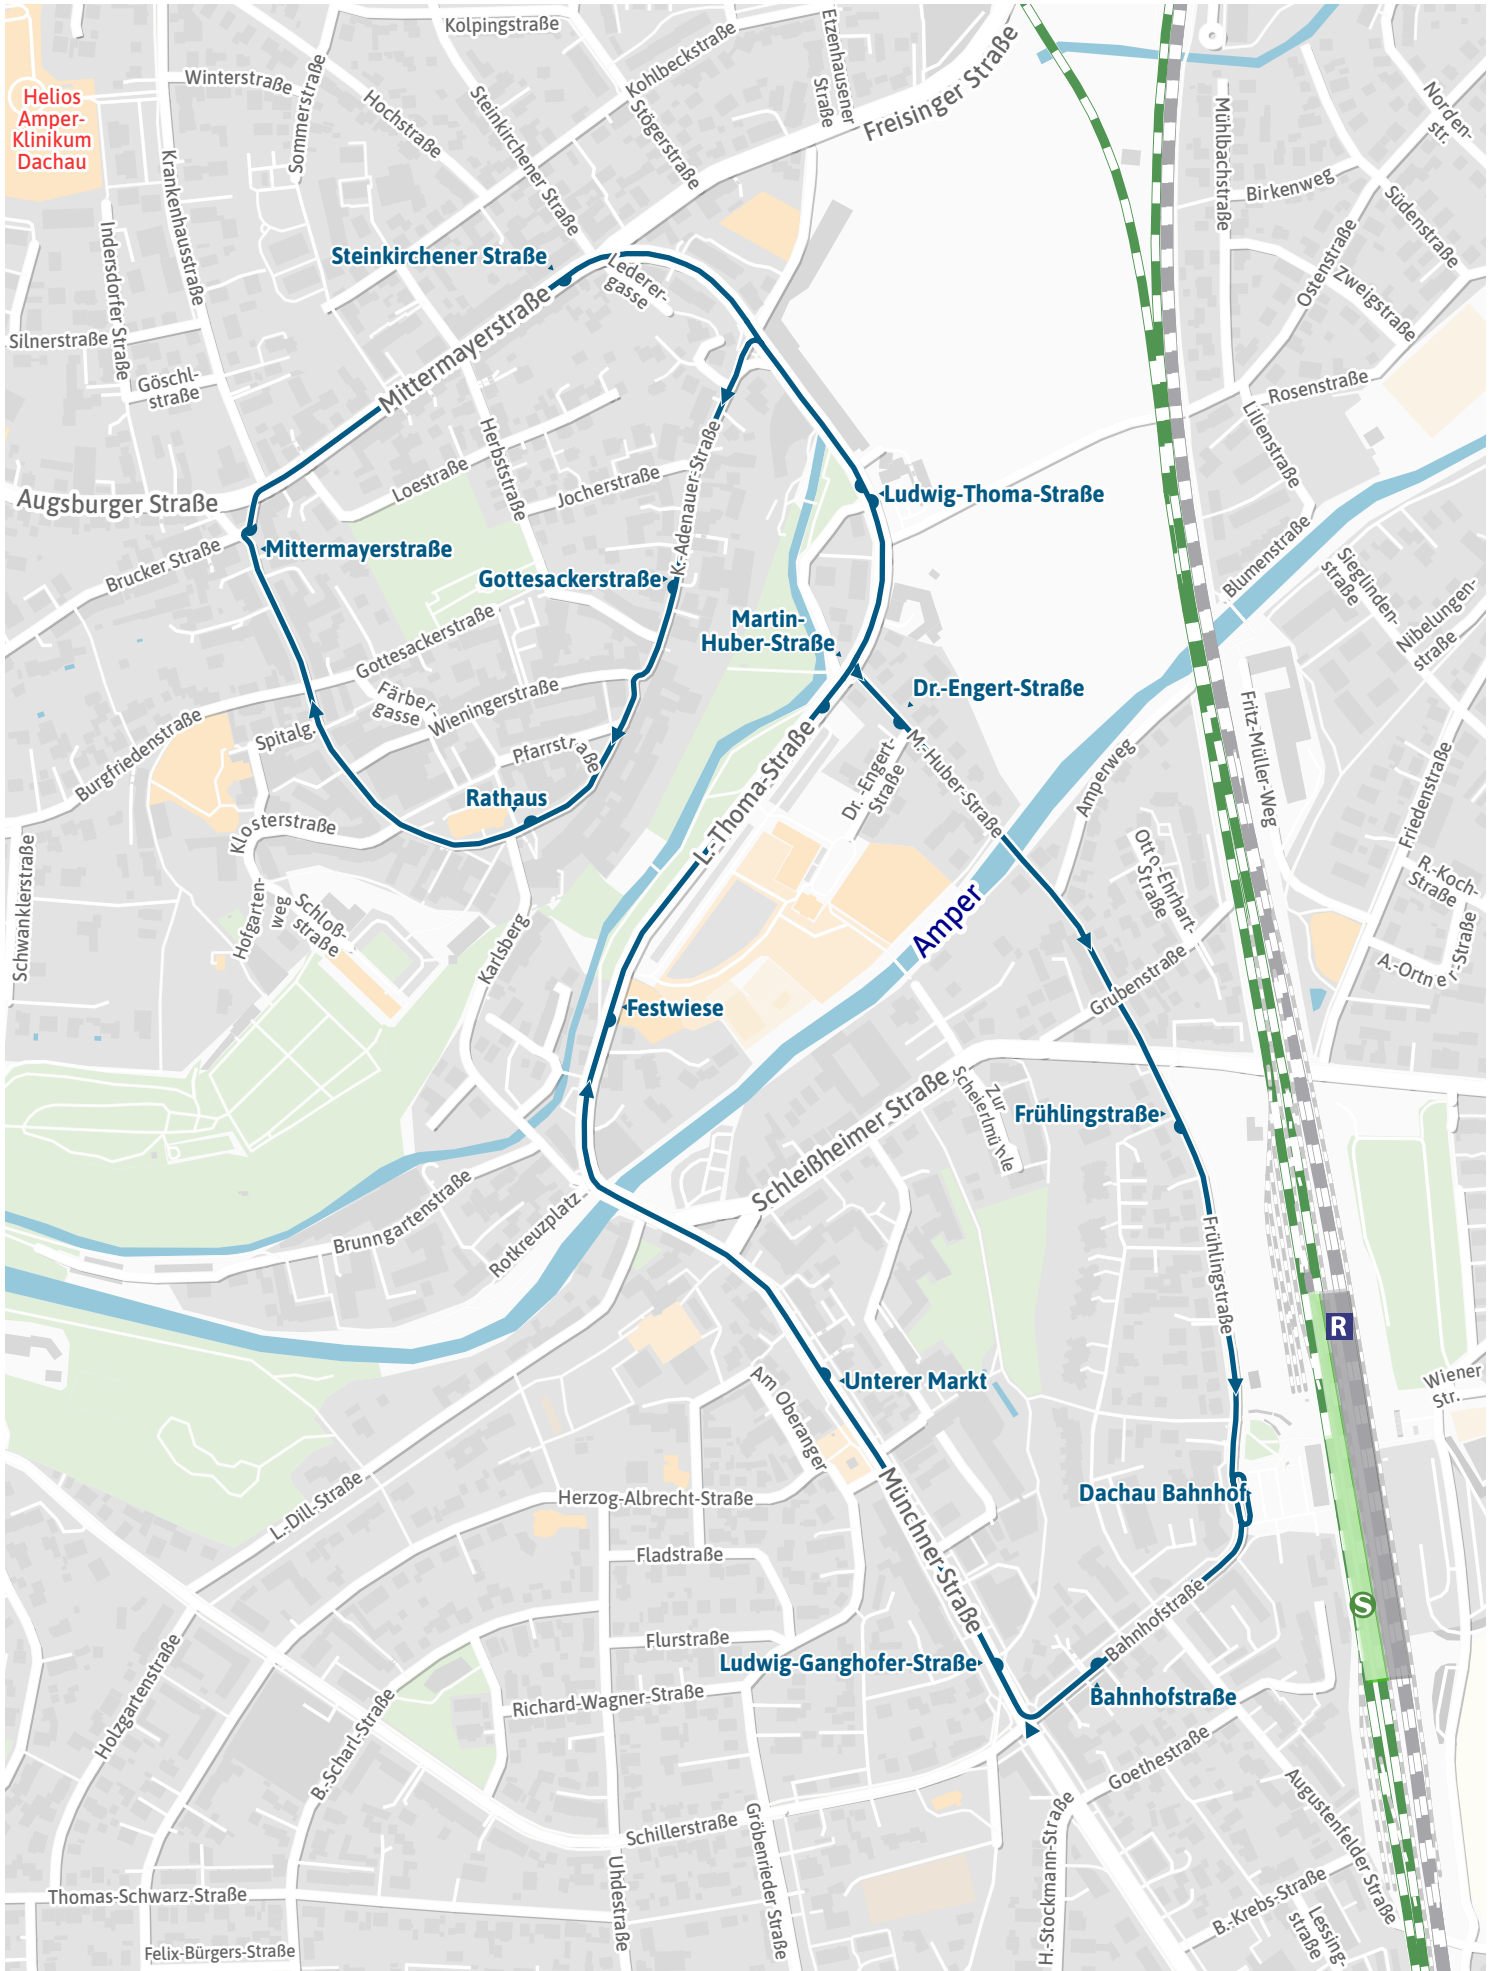 Kolpingstraße
Etzenhausener
Straße
Winterstraße
Sommerstraße
Hochstraße
Steinkirchener Straße
Kohlbeckstraße
Stögerstraße
Freisinger Straße
Helios
Amper-
Klinikum
Dachau
Krankenhausstraße
Indersdorfer Straße
Mühlbachstraße
Norden-
str.
Birkenweg
Südenstraße
Ostenstraße
Zweigstraße
Steinkirchener Straße
Lederer-
gasse
Silnerstraße
Göschl-
straße
Mittermayerstraße
Rosenstraße
Lilienstraße
Herbststraße
Loestraße
Jocherstraße
K.-Adenauer-Straße
Augsburger Straße
Ludwig-Thoma-Straße
Brucker Straße
Mittermayerstraße
Gottesackerstraße
Blumenstraße
Sieglinden-
straße
Nibelungen-
straße
Martin-
Huber-Straße
Gottesackerstraße
Färber-
gasse
Wieningerstraße
Dr.-Engert-Straße
Burgfriedenstraße
Spitalg.
Pfarrstraße
L.-Thoma-Straße
Dr.-Engert-
Straße
M.-Huber-Straße
Amperweg
Fritz-Müller-Weg
Friedenstraße
Rathaus
Klosterstraße
Otto-Ehrhart-
Straße
R.-Koch-
Straße
Schwanklerstraße
Hofgarten-
weg
Schloß-
straße
Karlsberg
Amper
A.-Ortner-Straße
Grubenstraße
Festwiese
Zur
Scheierlmühle
Schleißheimer Straße
Frühlingstraße
Brunngartenstraße
Rotkreuzplatz
Frühlingstraße
R
Am Oberanger
Unterer Markt
Wiener
Str.
L.-Dill-Straße
Herzog-Albrecht-Straße
Münchner Straße
Dachau Bahnhof
Fladstraße
Flurstraße
Bahnhofstraße
S
Holzgartenstraße
B.-Scharl-Straße
Ludwig-Ganghofer-Straße
Richard-Wagner-Straße
Bahnhofstraße
Goethestraße
Augustenfelder Straße
Schillerstraße
Gröbenrieder Straße
Uhdestraße
H.-Stockmann-Straße
Thomas-Schwarz-Straße
B.-Krebs-Straße
Lessing-
straße
Felix-Bürgers-Straße